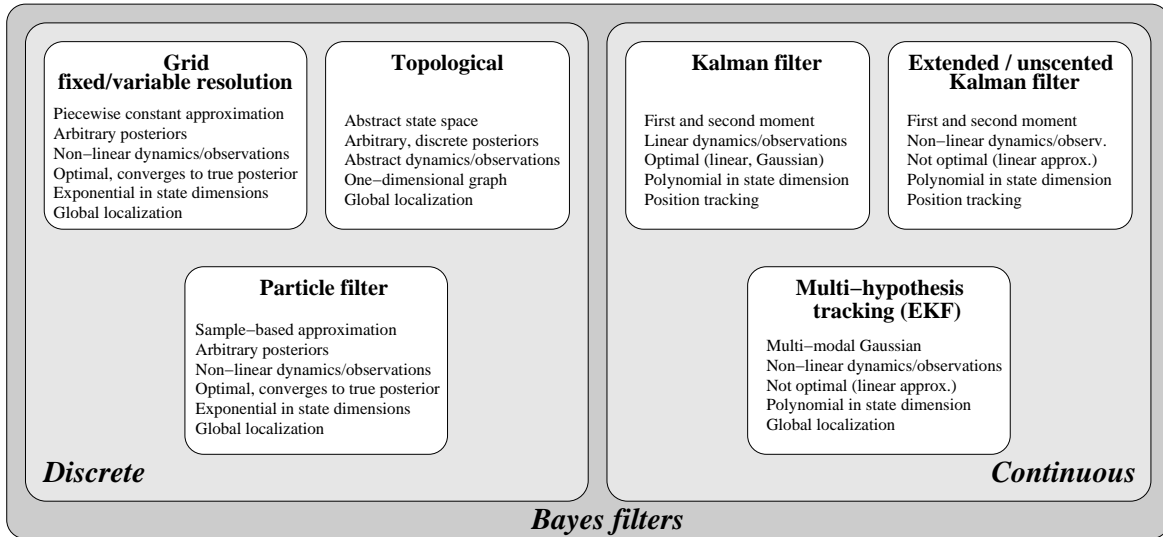 Grid
fixed/variable resolution
Piecewise constant approximation
Arbitrary posteriors
Non−linear dynamics/observations
Optimal, converges to true posterior
Exponential in state dimensions
Global localization
Topological
Abstract state space
Arbitrary, discrete posteriors
Abstract dynamics/observations
One−dimensional graph
Global localization
Particle filter
Sample−based approximation
Arbitrary posteriors
Non−linear dynamics/observations
Optimal, converges to true posterior
Exponential in state dimensions
Global localization
Discrete
Kalman filter
First and second moment
Linear dynamics/observations
Optimal (linear, Gaussian)
Polynomial in state dimension
Position tracking
Extended / unscented
Kalman filter
First and second moment
Non−linear dynamics/observ.
Not optimal (linear approx.)
Polynomial in state dimension
Position tracking
Multi−hypothesis
tracking (EKF)
Multi−modal Gaussian
Non−linear dynamics/observations
Not optimal (linear approx.)
Polynomial in state dimension
Global localization
Continuous
Bayes filters